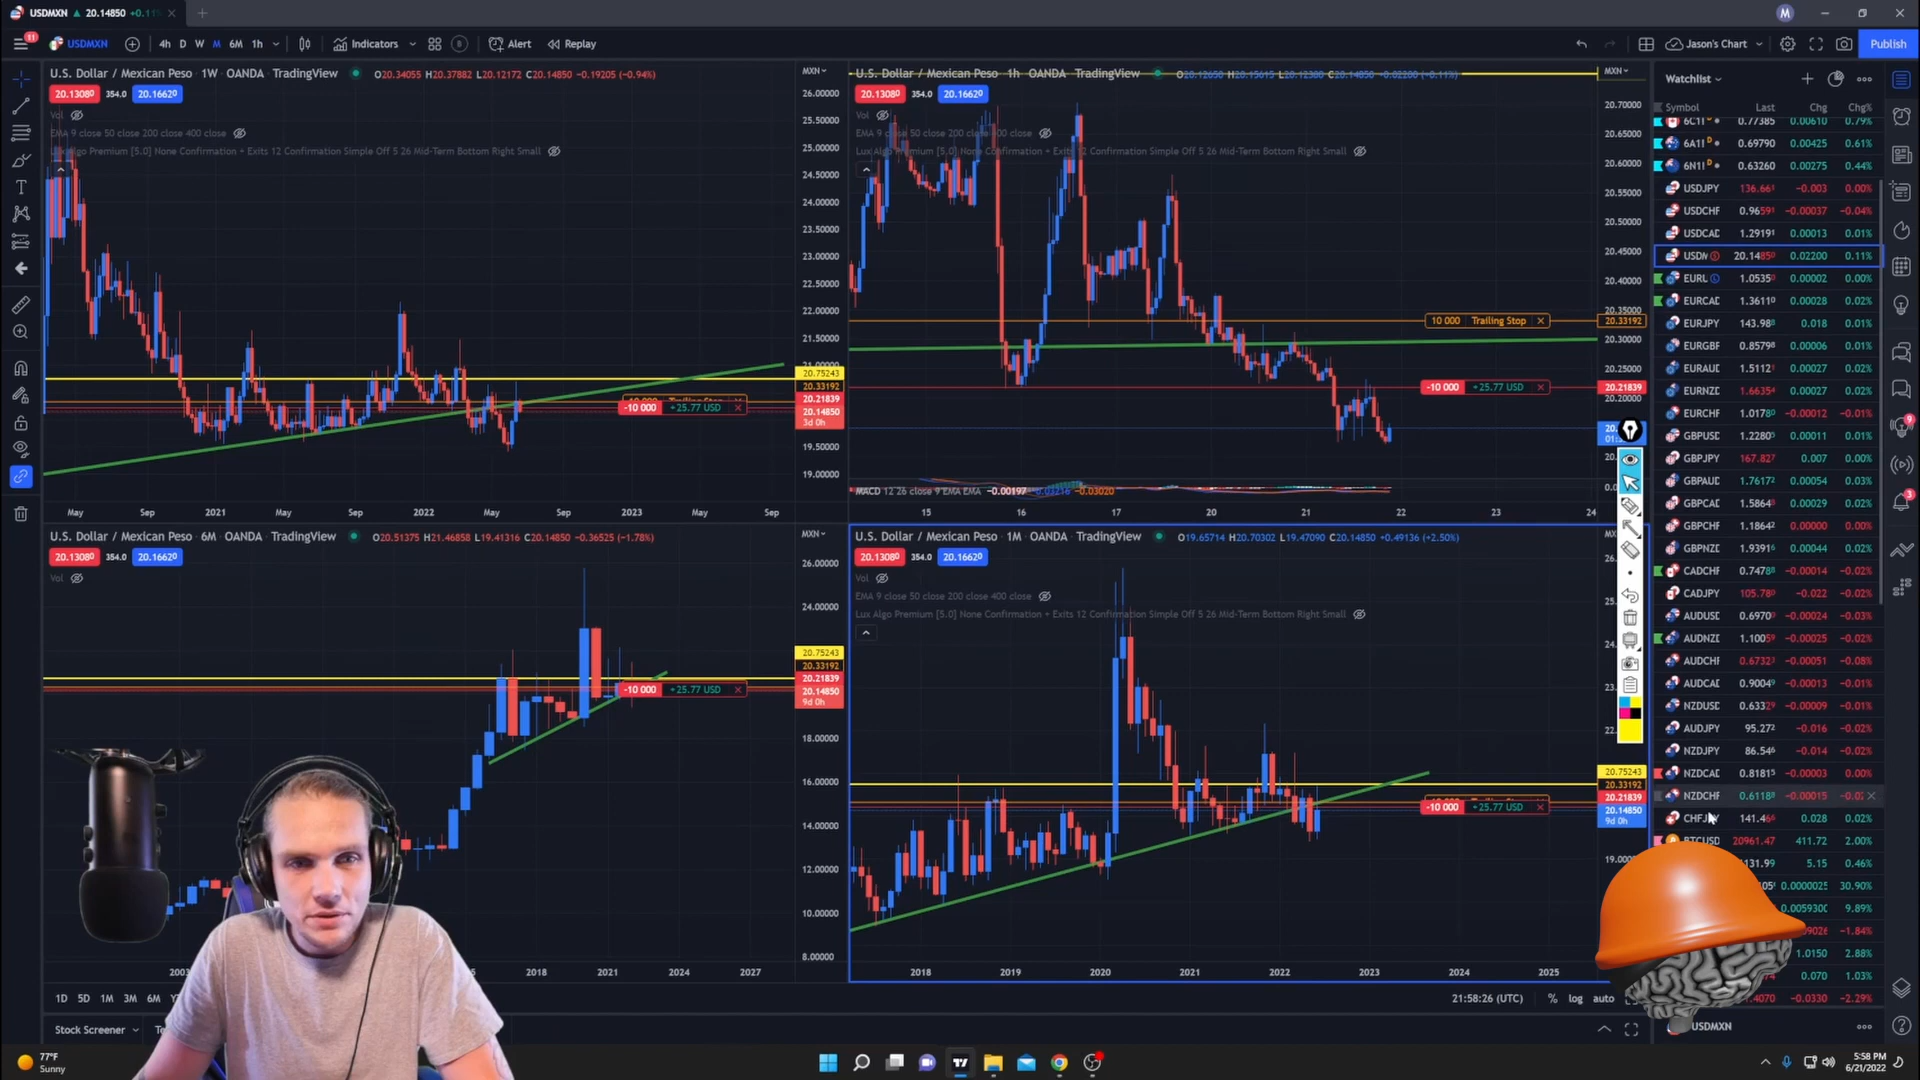 USDMXN ▲ 20.14850 +0.11
M
11
USDMXN
4h D W M 6M 1h
Indicators
Alert
Replay
Jason's Chart
Publish
U.S. Dollar / Mexican Peso · 1W · OANDA · TradingView
O20.34055 H20.37882 L20.12172 C20.14850 −0.19205 (−0.94%)
MXN
20.13080 354.0 20.16620
Vol
EMA 9 close 50 close 200 close 400 close
Lux Algo Premium [5.0] None Confirmation + Exits 12 Confirmation Simple Off 5 26 Mid-Term Bottom Right Small
26.00000
25.50000
25.00000
24.50000
24.00000
23.50000
23.00000
22.50000
22.00000
21.50000
20.75243
20.33192
20.21839
20.14850
3d 0h
19.50000
19.00000
-10 000 +25.77 USD
May Sep 2021 May Sep 2022 May Sep 2023 May Sep
U.S. Dollar / Mexican Peso · 1h · OANDA TradingView
O20.12650 H20.15615 L20.12300 C20.14850 +0.02200 (+0.11%)
MXN
20.13080 354.0 20.16620
Vol
Lux Algo Premium [5.0] None Confirmation + Exits 12 Confirmation Simple Off 5 26 Mid-Term Bottom Right Small
20.70000
20.65000
20.60000
20.55000
20.50000
20.45000
20.40000
20.35000
10 000 Trailing Stop
20.33192
20.30000
-10 000 +25.77 USD
20.21839
20.20000
MACD 12 26 close 9 EMA EMA −0.00197 −0.03216 −0.03020
15 16 17 18 19 20 21 22 23 24
U.S. Dollar / Mexican Peso · 6M · OANDA · TradingView
O20.51375 H21.46858 L19.41316 C20.14850 −0.36525 (−1.78%)
MXN
20.13080 354.0 20.16620
Vol
26.00000
24.00000
20.75243
20.33192
20.21839
20.14850
9d 0h
18.00000
16.00000
14.00000
12.00000
10.00000
8.00000
-10 000 +25.77 USD
2003 2018 2021 2024 2027
U.S. Dollar / Mexican Peso · 1M · OANDA · TradingView
O19.65714 H20.70302 L19.47090 C20.14850 +0.49136 (+2.50%)
20.13080 354.0 20.16620
Vol
EMA 9 close 50 close 200 close 400 close
Lux Algo Premium [5.0] None Confirmation + Exits 12 Confirmation Simple Off 5 26 Mid-Term Bottom Right Small
20.75243
20.33192
20.21839
20.14850
9d 0h
-10 000 +25.77 USD
2018 2019 2020 2021 2022 2023 2024 2025
1D 5D 1M 3M 6M
21:58:26 (UTC) % log auto
Stock Screener
Watchlist
Symbol Last Chg Chg%
6C1! D 0.77385 0.00610 0.79%
6A1! D 0.69790 0.00425 0.61%
6N1! D 0.63260 0.00275 0.44%
USDJPY 136.661 −0.003 0.00%
USDCHF 0.96591 −0.00037 −0.04%
USDCAD 1.29191 0.00013 0.01%
USDM 20.14850 0.02200 0.11%
EURU 1.05350 0.00002 0.00%
EURCAD 1.36110 0.00028 0.02%
EURJPY 143.988 0.018 0.01%
EURGBP 0.85798 0.00006 0.01%
EURAUD 1.51121 0.00027 0.02%
EURNZD 1.66354 0.00027 0.02%
EURCHF 1.01780 −0.00012 −0.01%
GBPUSD 1.22805 0.00011 0.01%
GBPJPY 167.827 0.007 0.00%
GBPAUD 1.76172 0.00054 0.03%
GBPCAD 1.58643 0.00029 0.02%
GBPCHF 1.18642 0.00000 0.00%
GBPNZD 1.93916 0.00044 0.02%
CADCHF 0.74788 −0.00014 −0.02%
CADJPY 105.780 −0.022 −0.02%
AUDUSD 0.6970 −0.00024 −0.03%
AUDNZD 1.10059 −0.00025 −0.02%
AUDCHF 0.67323 −0.00051 −0.08%
AUDCAD 0.90049 −0.00013 −0.01%
NZDUSD 0.63329 −0.00009 −0.01%
AUDJPY 95.272 −0.016 −0.02%
NZDJPY 86.546 −0.014 −0.02%
NZDCAD 0.81815 −0.00003 0.00%
NZDCHF 0.61188 −0.00015 −0.02
CHFJPY 141.466 0.028 0.02%
BTCUSD 20961.47 411.72 2.00%
1131.99 5.15 0.46%
0.0000025 30.90%
0.0059300 9.89%
−1.84%
1.0150 2.88%
0.070 1.03%
−0.0330 −2.29%
USDMXN
9
3
77°F
Sunny
5:58 PM
6/21/2022